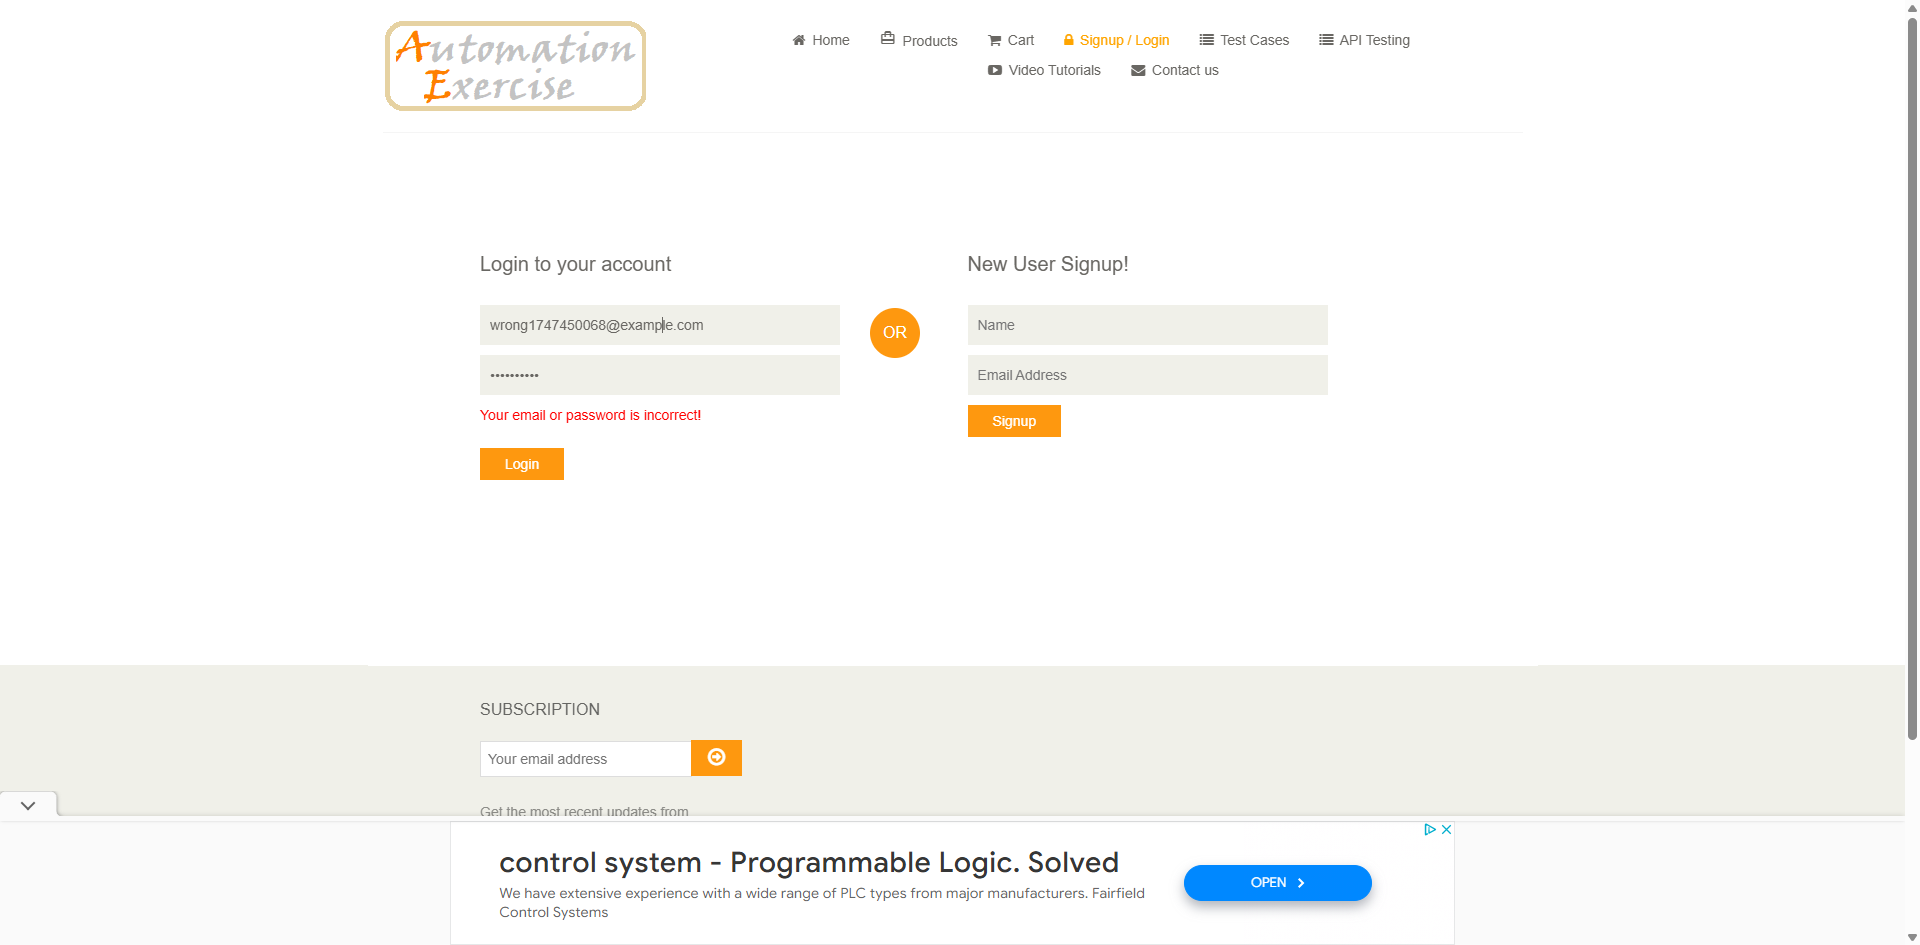 Automation
Exercise
Home
Products
Cart
Signup / Login
Test Cases
API Testing
Video Tutorials
Contact us
Login to your account
wrong1747450068@example.com
••••••••••
Your email or password is incorrect!
Login
OR
New User Signup!
Name
Email Address
Signup
SUBSCRIPTION
Your email address
Get the most recent updates from
control system - Programmable Logic. Solved
We have extensive experience with a wide range of PLC types from major manufacturers. Fairfield
Control Systems
OPEN